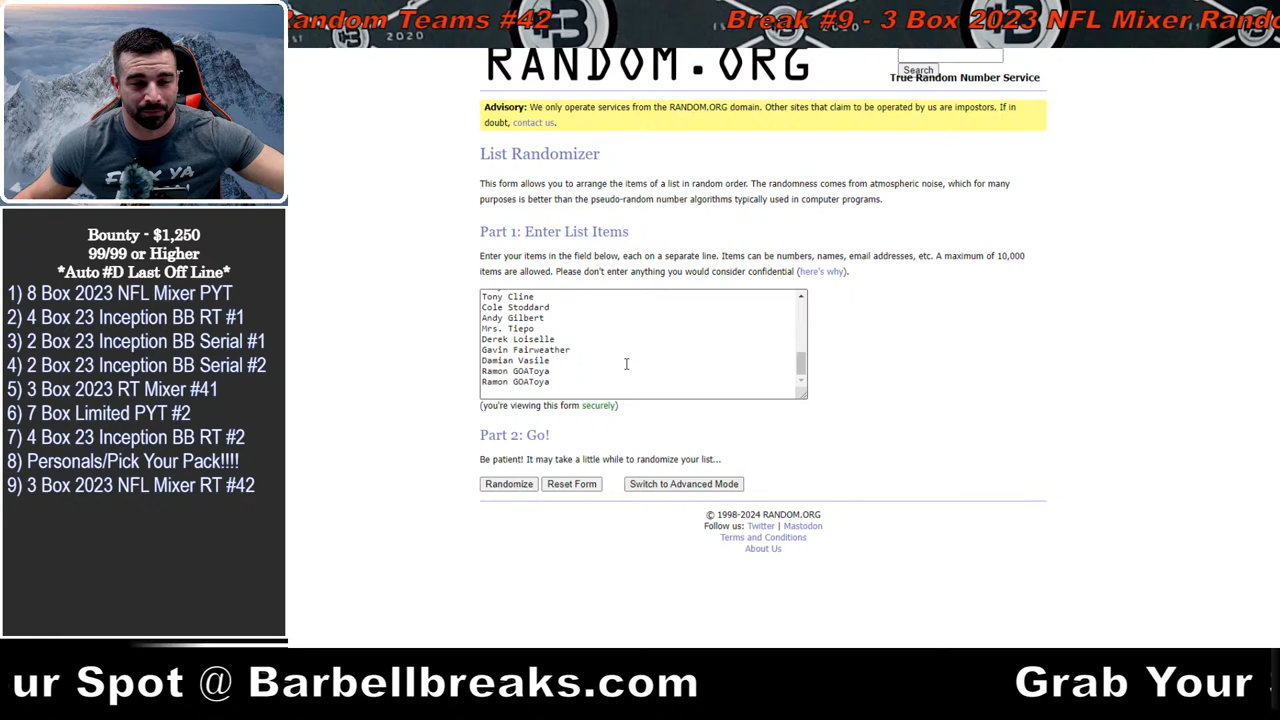 Random Teams #42
Break #9 - 3 Box 2023 NFL Mixer Rando
2020
RANDOM.ORG
Search
True Random Number Service
Advisory: We only operate services from the RANDOM.ORG domain. Other sites that claim to be operated by us are impostors. If in
doubt, contact us.
List Randomizer
This form allows you to arrange the items of a list in random order. The randomness comes from atmospheric noise, which for many
purposes is better than the pseudo-random number algorithms typically used in computer programs.
Part 1: Enter List Items
Enter your items in the field below, each on a separate line. Items can be numbers, names, email addresses, etc. A maximum of 10,000
items are allowed. Please don't enter anything you would consider confidential (here's why).
Tony Cline
Cole Stoddard
Andy Gilbert
Mrs. Tiepo
Derek Loiselle
Gavin Fairweather
Damian Vasile
Ramon GOAToya
Ramon GOAToya
(you're viewing this form securely)
Part 2: Go!
Be patient! It may take a little while to randomize your list...
Randomize
Reset Form
Switch to Advanced Mode
© 1998-2024 RANDOM.ORG
Follow us: Twitter | Mastodon
Terms and Conditions
About Us
Bounty - $1,250
99/99 or Higher
*Auto #D Last Off Line*
1) 8 Box 2023 NFL Mixer PYT
2) 4 Box 23 Inception BB RT #1
3) 2 Box 23 Inception BB Serial #1
4) 2 Box 23 Inception BB Serial #2
5) 3 Box 2023 RT Mixer #41
6) 7 Box Limited PYT #2
7) 4 Box 23 Inception BB RT #2
8) Personals/Pick Your Pack!!!!
9) 3 Box 2023 NFL Mixer RT #42
ur Spot @ Barbellbreaks.com
Grab Your